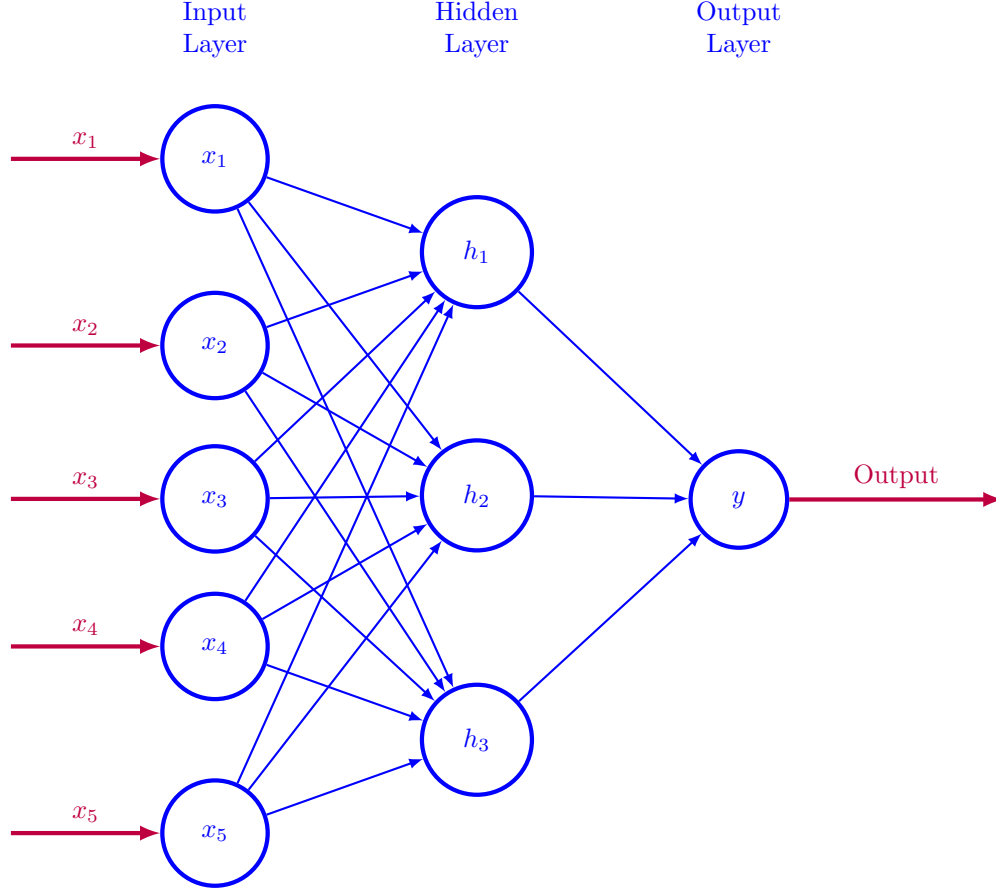 Input
Layer
Hidden
Layer
Output
Layer
x₁
x₁
h₁
x₂
x₂
x₃
x₃
h₂
y
Output
x₄
x₄
h₃
x₅
x₅